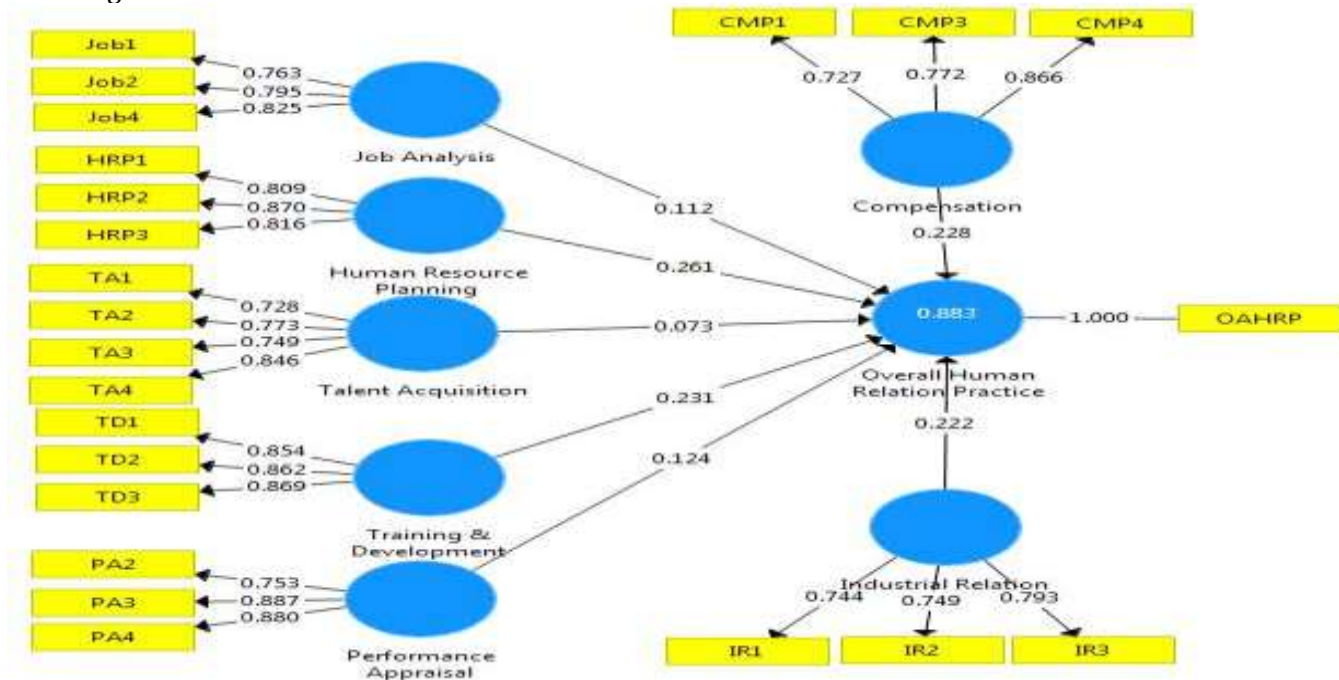 CMP1
CMP3
CMP4
0.727
0.772
0.866
Compensation
0.228
Job1
Job2
Job4
0.763
0.795
0.825
Job Analysis
0.112
HRP1
HRP2
HRP3
0.809
0.870
0.816
Human Resource
Planning
0.261
TA1
TA2
TA3
TA4
0.728
0.773
0.749
0.846
Talent Acquisition
0.073
TD1
TD2
TD3
0.854
0.862
0.869
Training &
Development
0.231
PA2
PA3
PA4
0.753
0.887
0.880
Performance
Appraisal
0.124
0.883
Overall Human
Relation Practice
1.000
OAHRP
0.222
Industrial Relation
0.744
0.749
0.793
IR1
IR2
IR3